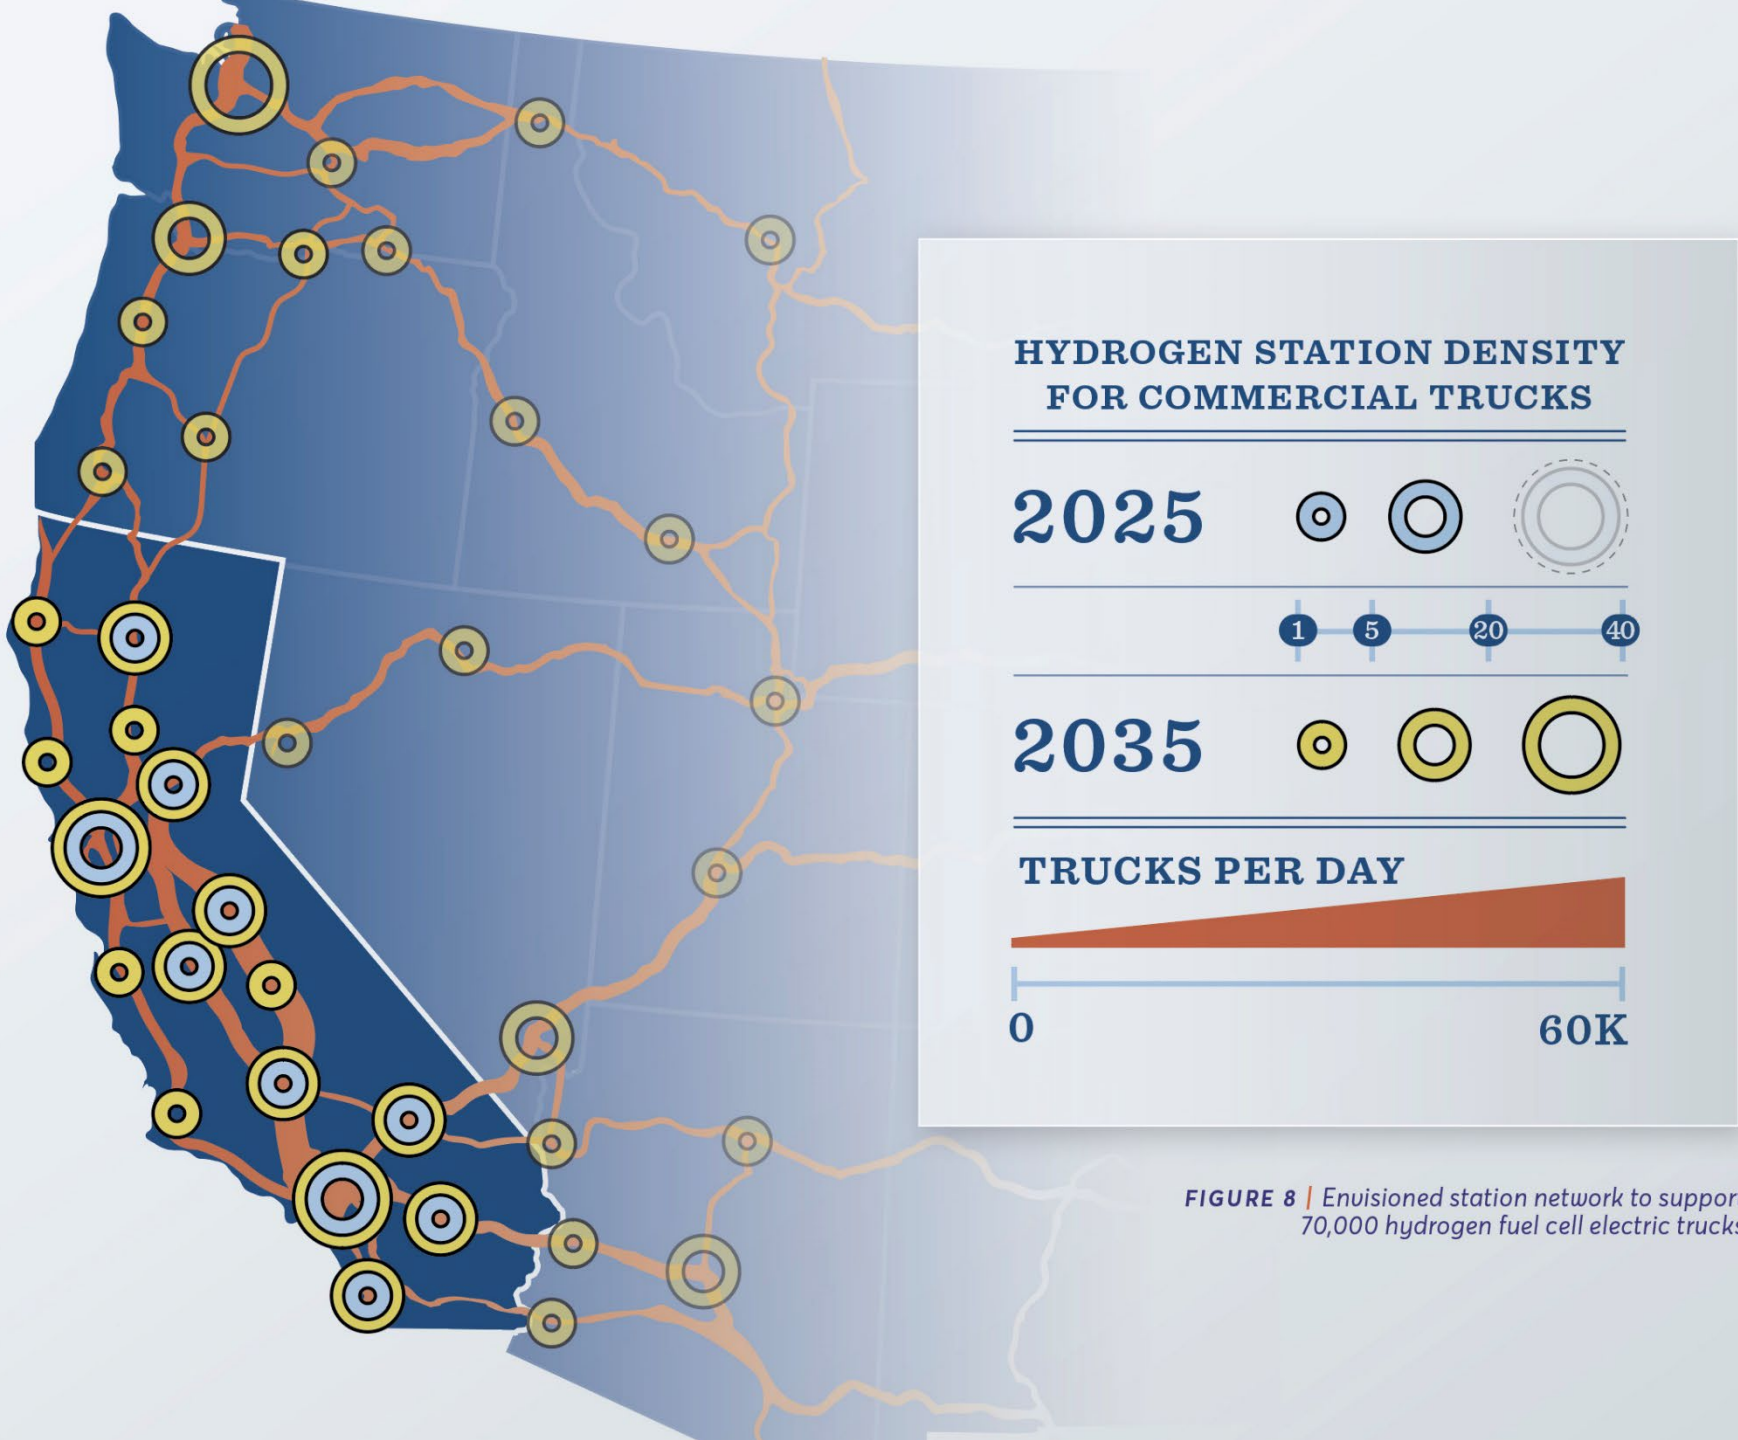 HYDROGEN STATION DENSITY
FOR COMMERCIAL TRUCKS
2025
1 5 20 40
2035
TRUCKS PER DAY
0 60K
FIGURE 8 | Envisioned station network to suppor
70,000 hydrogen fuel cell electric trucks